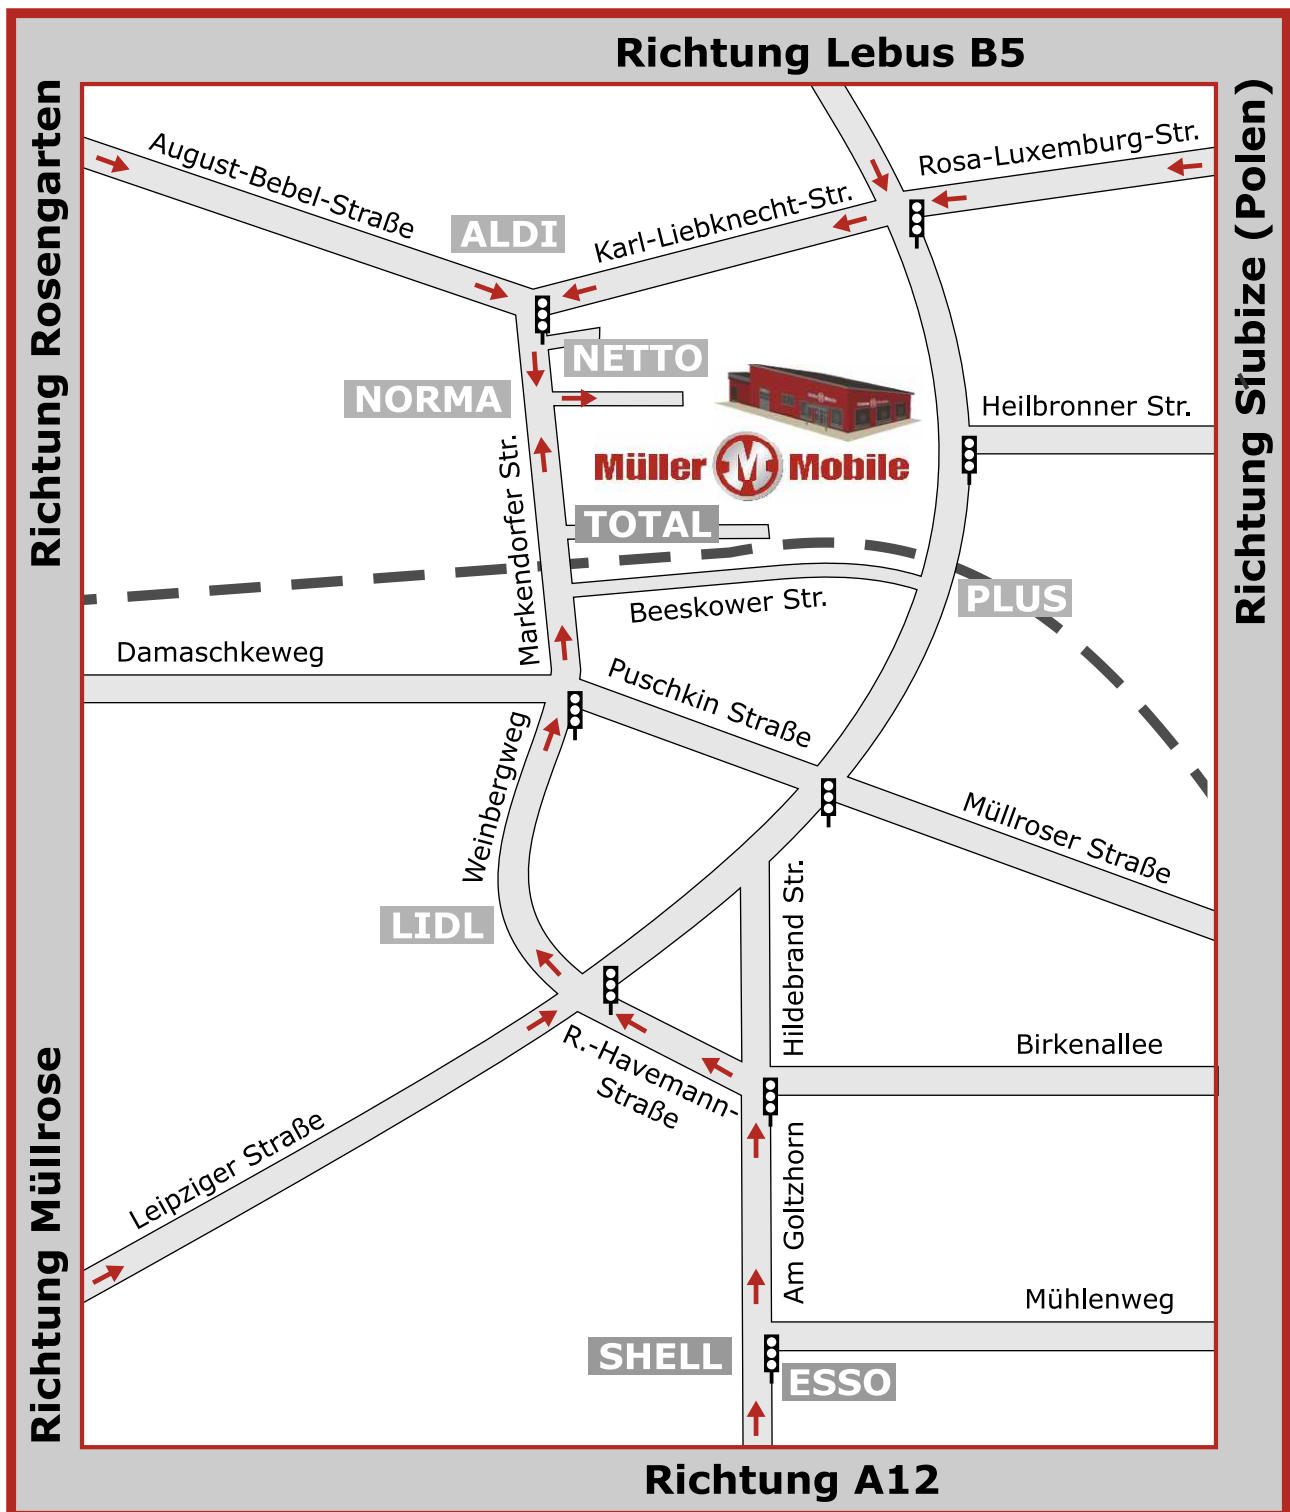 Richtung Lebus B5
Richtung Rosengarten
Richtung Słubize (Polen)
August-Bebel-Straße
Rosa-Luxemburg-Str.
Karl-Liebknecht-Str.
ALDI
NETTO
NORMA
Heilbronner Str.
Müller M Mobile
Markendorfer Str.
TOTAL
PLUS
Beeskower Str.
Damaschkeweg
Puschkin Straße
Weinbergweg
Müllroser Straße
LIDL
Hildebrand Str.
R.-Havemann-
Straße
Birkenallee
Richtung Müllrose
Leipziger Straße
Am Goltzhorn
Mühlenweg
SHELL
ESSO
Richtung A12